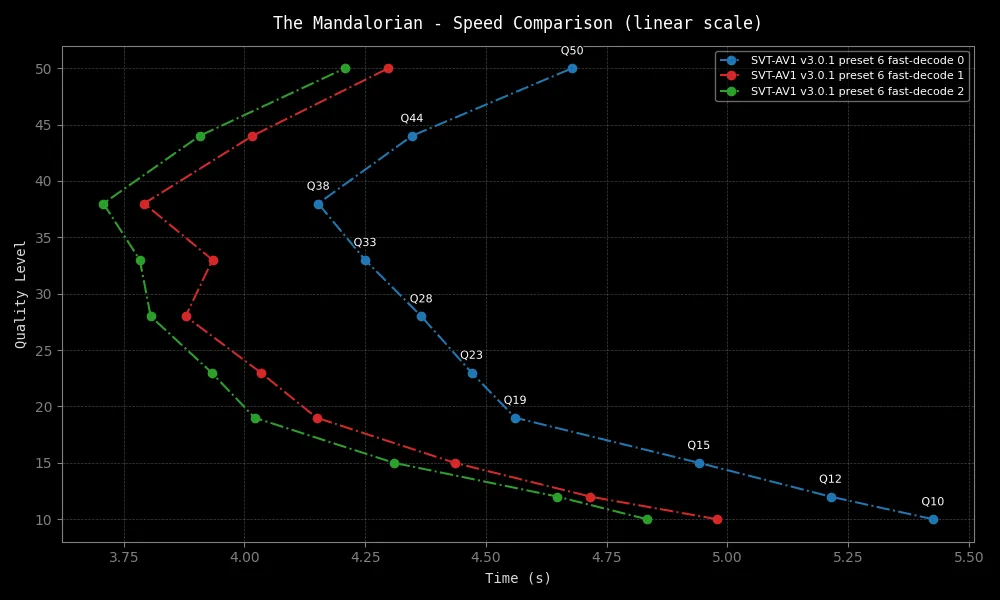 The Mandalorian - Speed Comparison (linear scale)
SVT-AV1 v3.0.1 preset 6 fast-decode 0
SVT-AV1 v3.0.1 preset 6 fast-decode 1
SVT-AV1 v3.0.1 preset 6 fast-decode 2
Q50
Q44
Q38
Q33
Q28
Q23
Q19
Q15
Q12
Q10
Quality Level
50
45
40
35
30
25
20
15
10
3.75 4.00 4.25 4.50 4.75 5.00 5.25 5.50
Time (s)